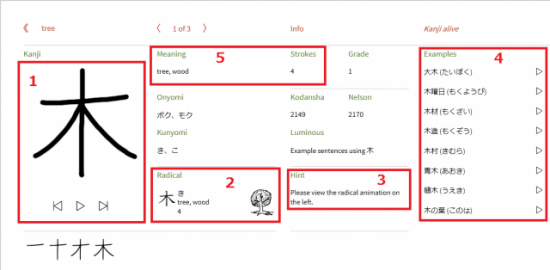 《 tree
〈 1 of 3 〉
Info
Kanji alive
Kanji
1
木
一十才木
Meaning
5
Strokes
tree, wood
4
Grade
1
Onyomi
ボク、モク
Kunyomi
き、こ
Kodansha
2149
Nelson
2170
Luminous
Example sentences using 木
Radical
2
木
き
tree, wood
4
Hint
3
Please view the radical animation on
the left.
Examples
4
大木 (たいぼく)
木曜日 (もくようび)
木材 (もくざい)
木造 (もくぞう)
木村 (きむら)
青木 (あおき)
植木 (うえき)
木の葉 (このは)